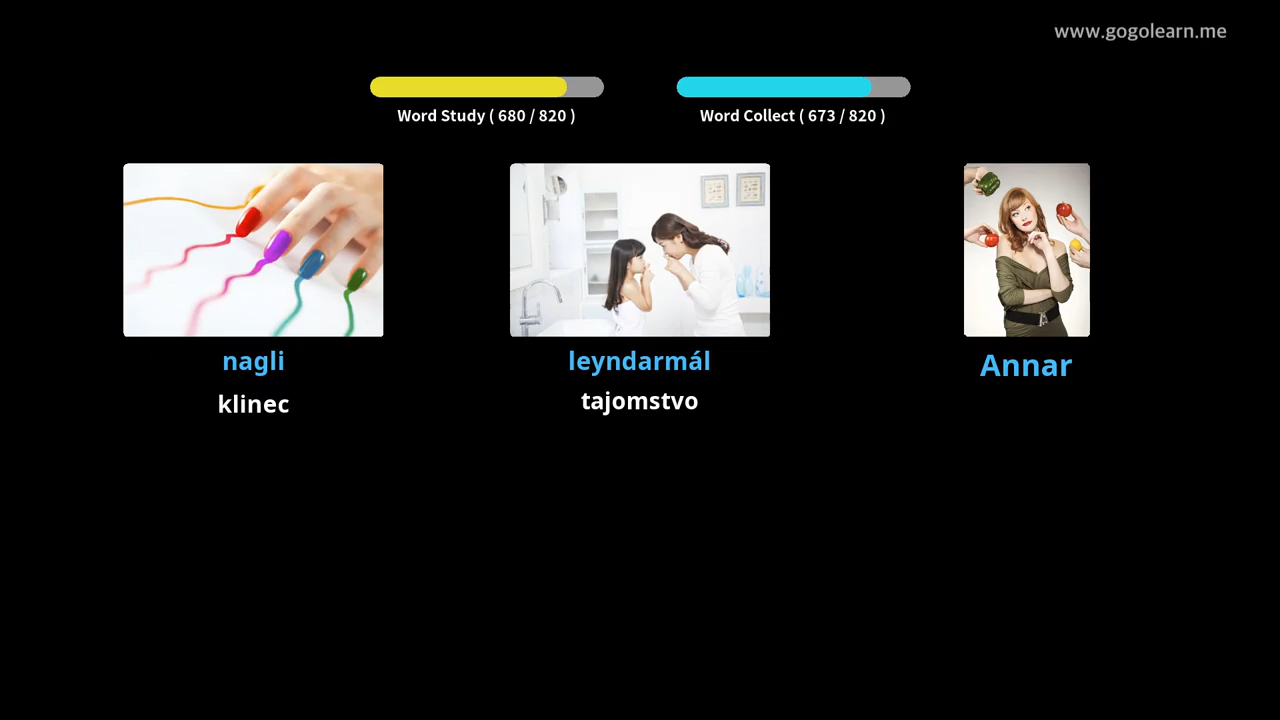 www.gogolearn.me
Word Study ( 680 / 820 )
Word Collect ( 673 / 820 )
nagli
klinec
leyndarmál
tajomstvo
Annar